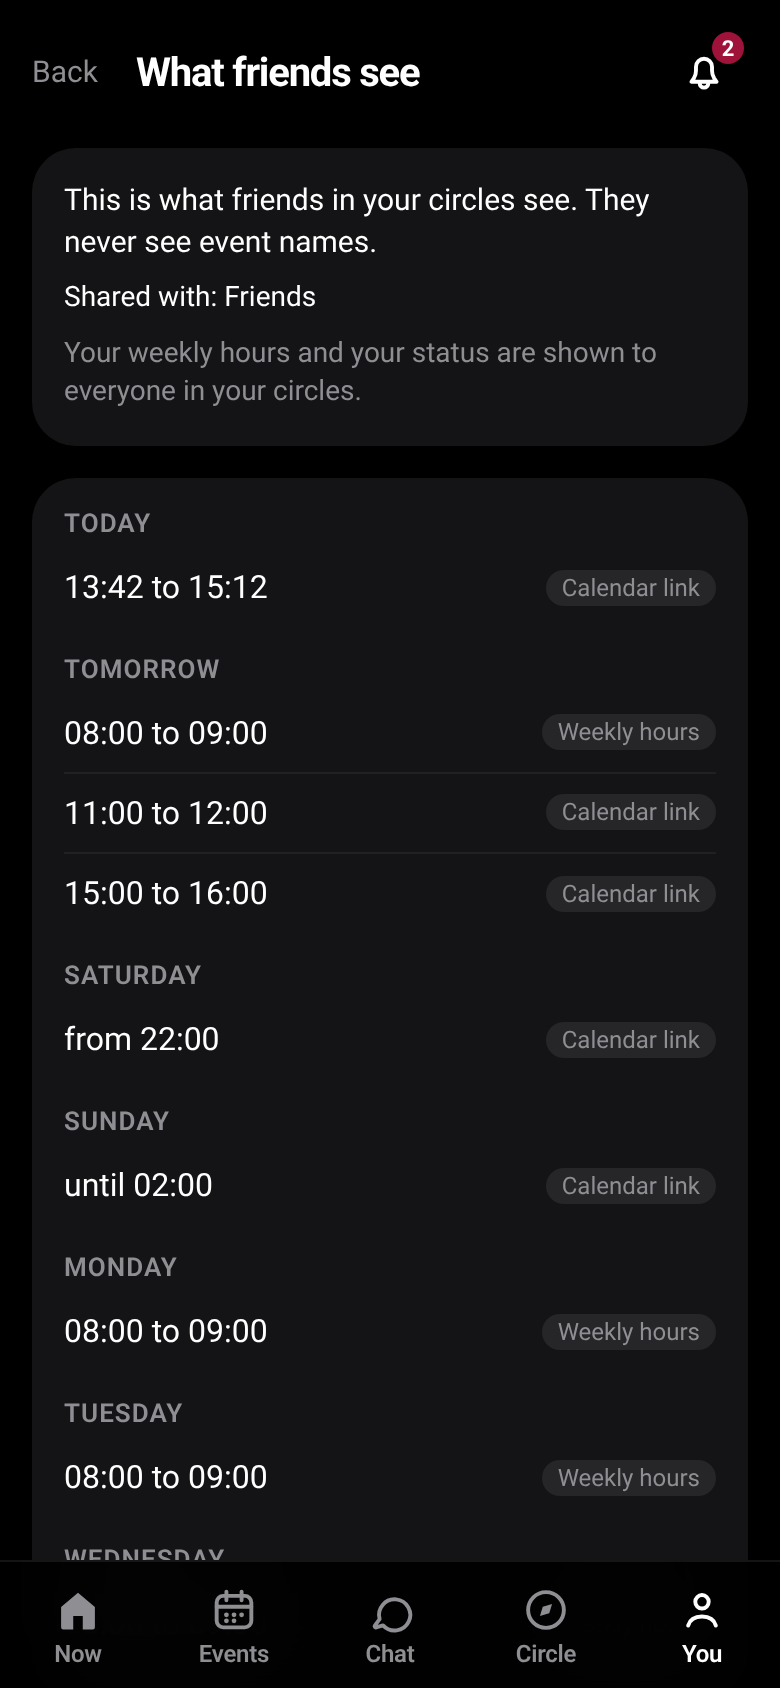 Back
What friends see
2
This is what friends in your circles see. They
never see event names.
Shared with: Friends
Your weekly hours and your status are shown to
everyone in your circles.
TODAY
13:42 to 15:12
Calendar link
TOMORROW
08:00 to 09:00
Weekly hours
11:00 to 12:00
Calendar link
15:00 to 16:00
Calendar link
SATURDAY
from 22:00
Calendar link
SUNDAY
until 02:00
Calendar link
MONDAY
08:00 to 09:00
Weekly hours
TUESDAY
08:00 to 09:00
Weekly hours
WEDNESDAY
Now
Events
Chat
Circle
You